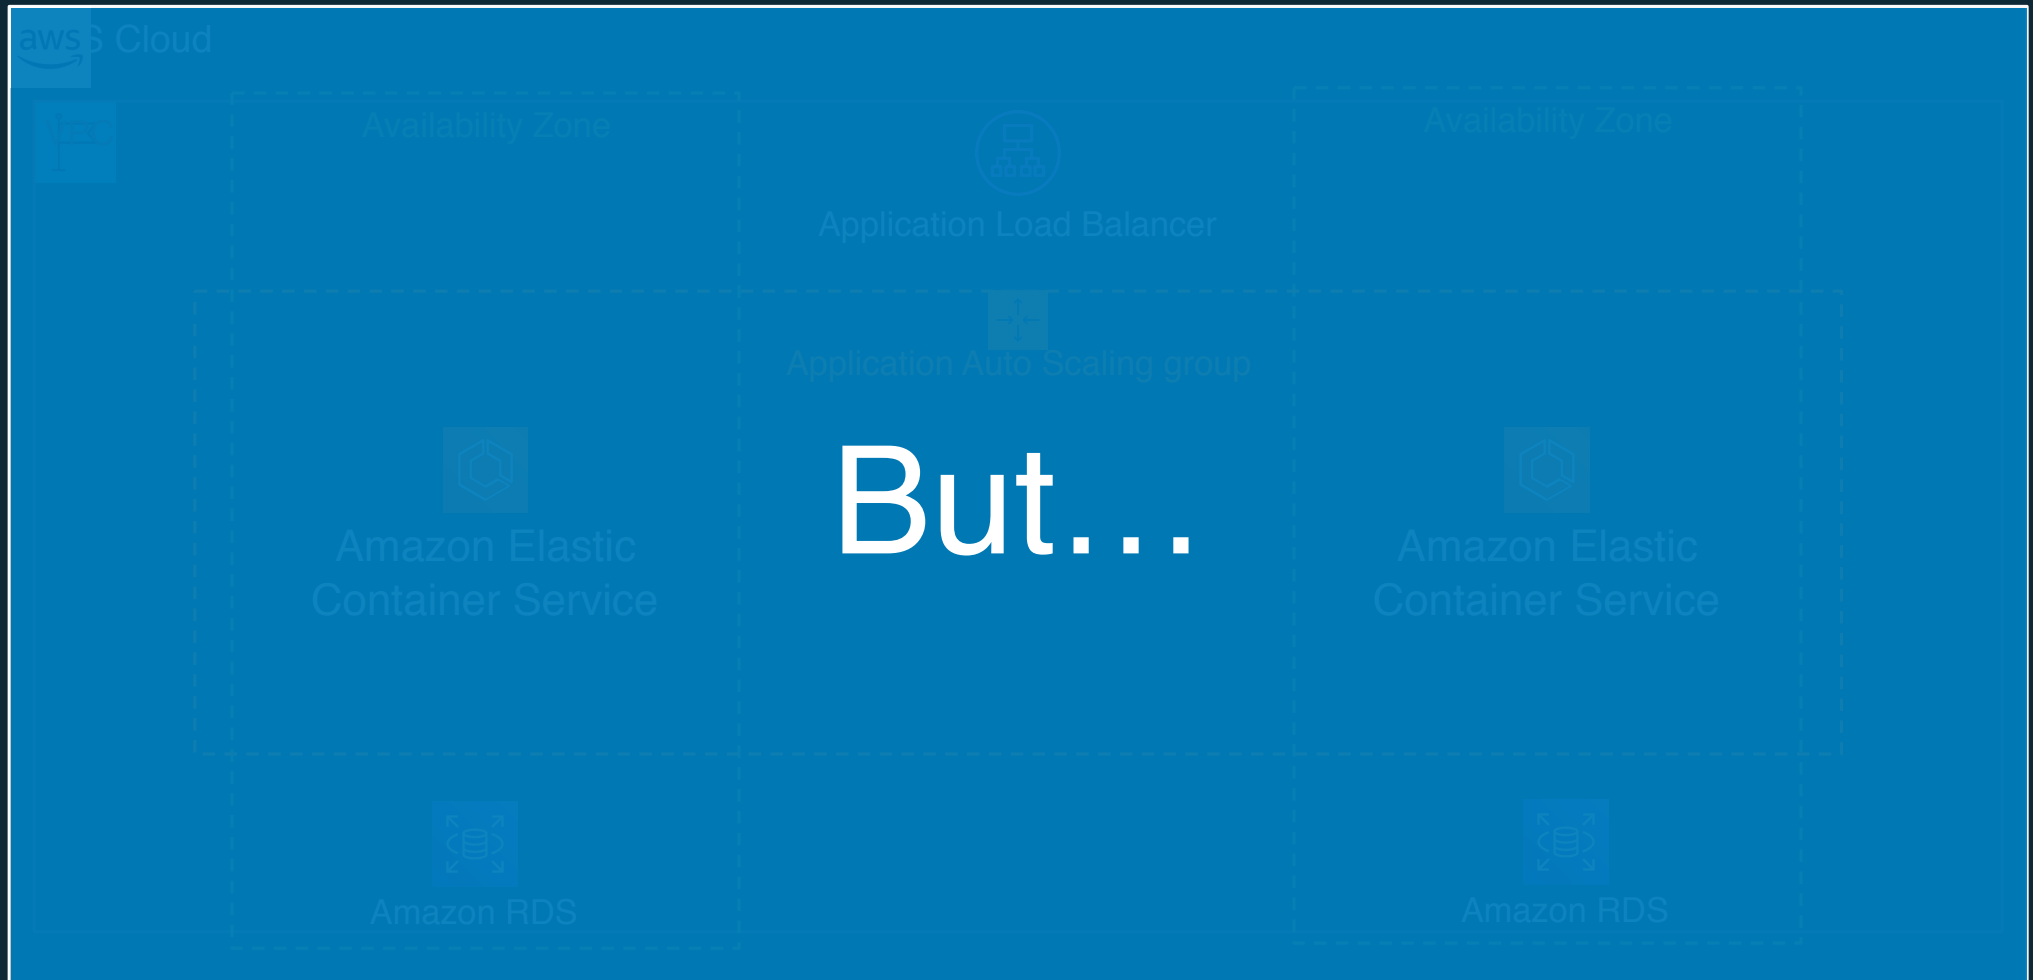 aws S Cloud
Availability Zone
Availability Zone
Application Load Balancer
Application Auto Scaling group
But...
Amazon Elastic
Container Service
Amazon Elastic
Container Service
Amazon RDS
Amazon RDS